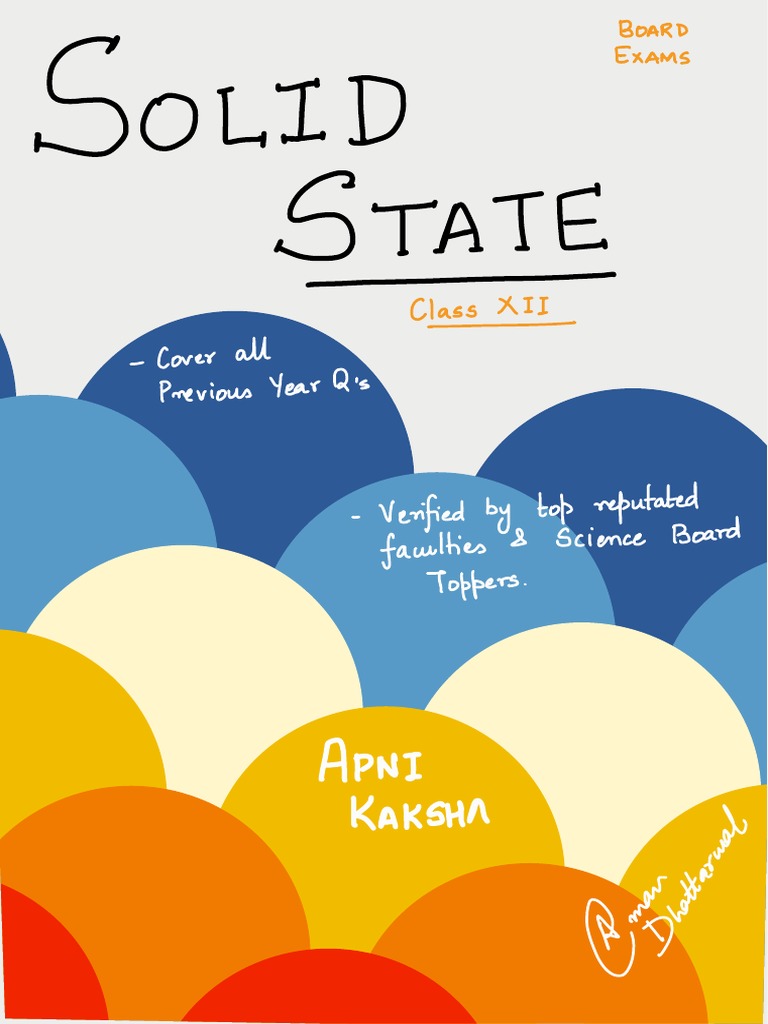 BOARD
EXAMS
SOLID
STATE
Class XII
- Cover all
Previous Year Q's
- Verified by top reputated
faculties & Science Board
Toppers.
APNI
KAKSHA
Aman
Dhattarwal